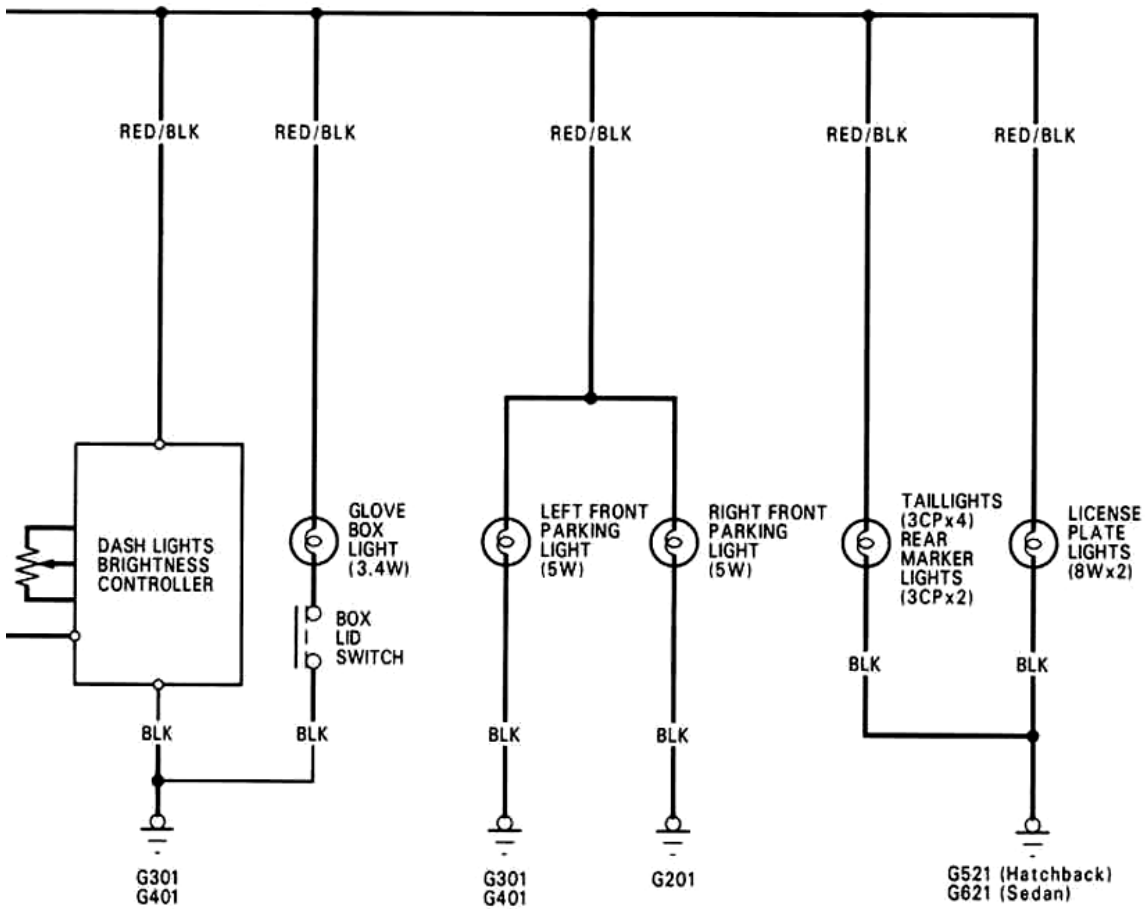 RED/BLK
RED/BLK
RED/BLK
RED/BLK
RED/BLK
DASH LIGHTS
BRIGHTNESS
CONTROLLER
GLOVE
BOX
LIGHT
(3.4W)
BOX
LID
SWITCH
LEFT FRONT
PARKING
LIGHT
(5W)
RIGHT FRONT
PARKING
LIGHT
(5W)
TAILLIGHTS
(3CPx4)
REAR
MARKER
LIGHTS
(3CPx2)
LICENSE
PLATE
LIGHTS
(8Wx2)
BLK
BLK
BLK
BLK
BLK
BLK
G301
G401
G301
G401
G201
G521 (Hatchback)
G621 (Sedan)